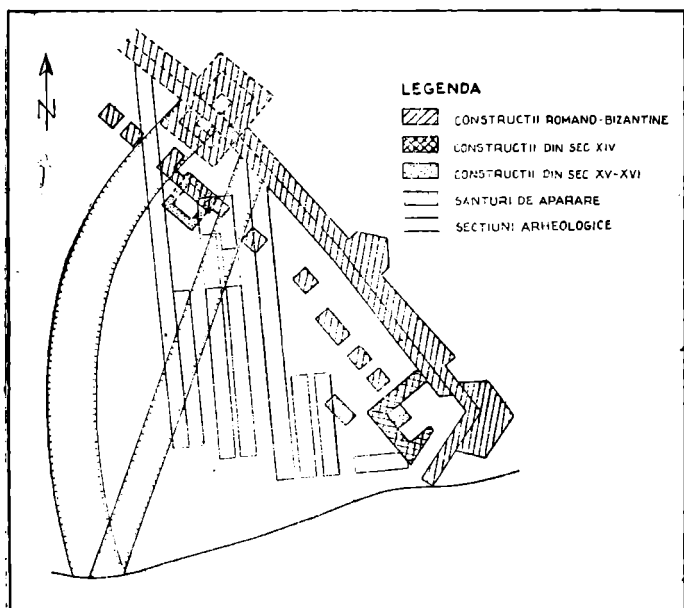 N
LEGENDA
CONSTRUCTII ROMANO-BIZANTINE
CONSTRUCTII DIN SEC XIV
CONSTRUCTII DIN SEC XV-XVI
SANTURI DE APARARE
SECTIUNI ARHEOLOGICE